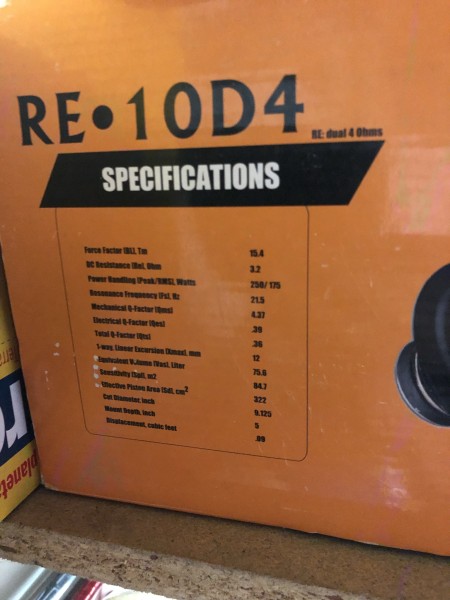 RE•10D4
RE: dual 4 Ohms
SPECIFICATIONS
Force Factor (BL), Tm 15.4
DC Resistance (Re), Ohm 3.2
Power Handling (Peak/RMS), Watts 250/ 175
Resonance Frequency (Fs), Hz 21.5
Mechanical Q-Factor (Qms) 4.37
Electrical Q-Factor (Qes) .39
Total Q-Factor (Qts) .36
1-way, Linear Excursion (Xmax), mm 12
Equivalent Volume (Vas), Liter 75.6
Sensitivity (Spl), m2 84.7
Effective Piston Area (Sd), cm2 322
Cut Diameter, inch 9.125
Mount Depth, inch 5
Displacement, cubic feet .09
planeta